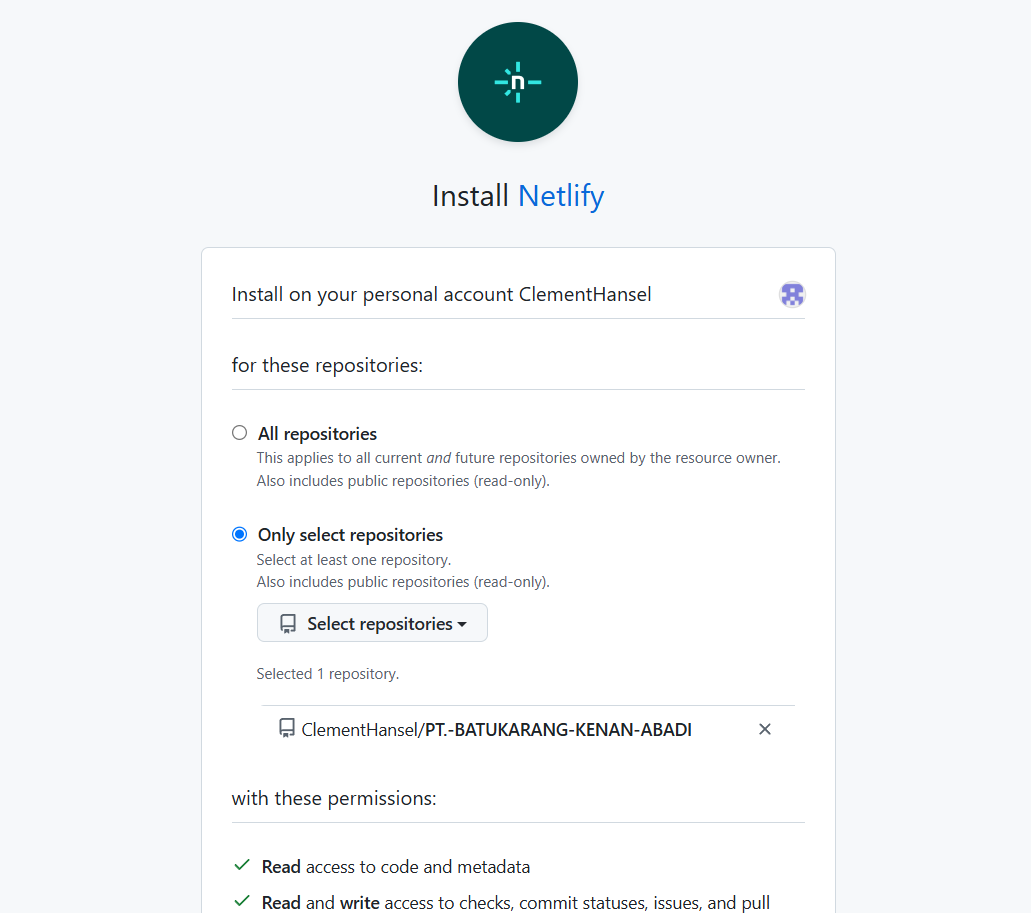 n
Install Netlify
Install on your personal account ClementHansel
for these repositories:
All repositories
This applies to all current and future repositories owned by the resource owner.
Also includes public repositories (read-only).
Only select repositories
Select at least one repository.
Also includes public repositories (read-only).
Select repositories
Selected 1 repository.
ClementHansel/PT.-BATUKARANG-KENAN-ABADI
with these permissions:
Read access to code and metadata
Read and write access to checks, commit statuses, issues, and pull